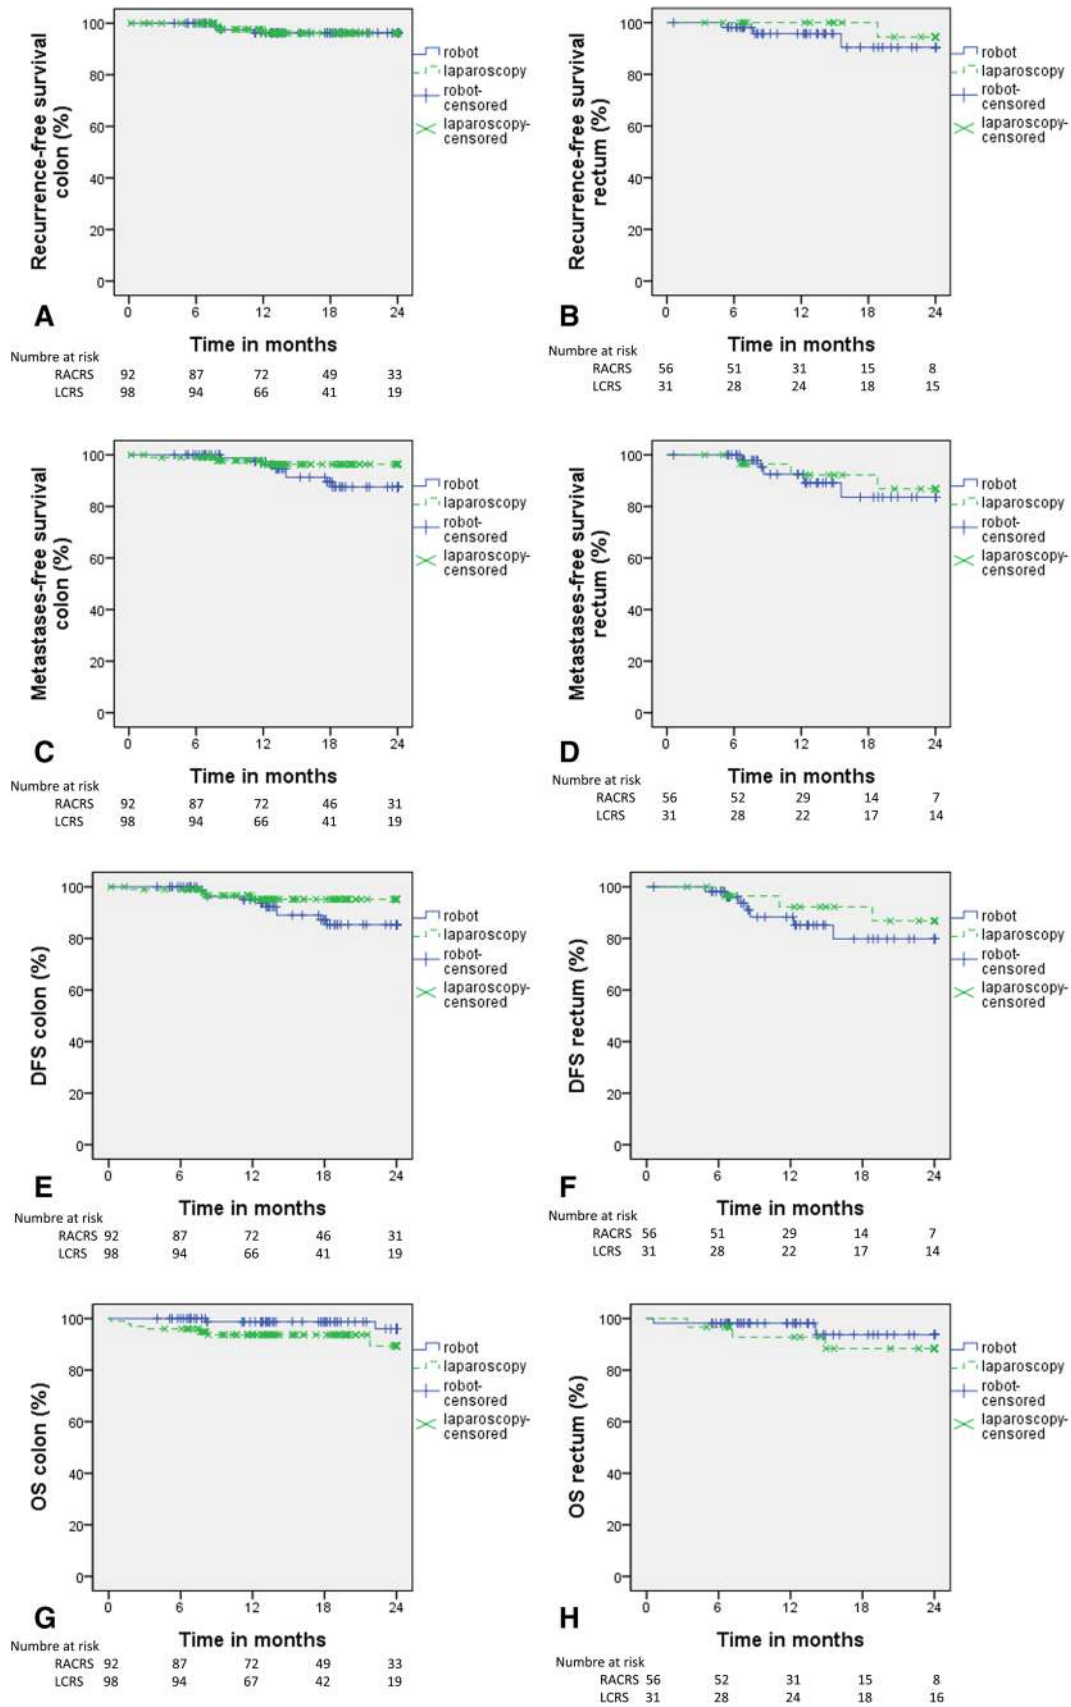 100
80
60
40
20
0
Recurrence-free survival
colon (%)
robot
laparoscopy
robot-
censored
laparoscopy-
censored
0 6 12 18 24
A
Time in months
Numbre at risk
RACRS 92 87 72 49 33
LCRS 98 94 66 41 19
100
80
60
40
20
0
Recurrence-free survival
rectum (%)
robot
laparoscopy
robot-
censored
laparoscopy-
censored
0 6 12 18 24
B
Time in months
Numbre at risk
RACRS 56 51 31 15 8
LCRS 31 28 24 18 15
100
80
60
40
20
0
Metastases-free survival
colon (%)
robot
laparoscopy
robot-
censored
laparoscopy-
censored
0 6 12 18 24
C
Time in months
Numbre at risk
RACRS 92 87 72 46 31
LCRS 98 94 66 41 19
100
80
60
40
20
0
Metastases-free survival
rectum (%)
robot
laparoscopy
robot-
censored
laparoscopy-
censored
0 6 12 18 24
D
Time in months
Numbre at risk
RACRS 56 52 29 14 7
LCRS 31 28 22 17 14
100
80
60
40
20
0
DFS colon (%)
robot
laparoscopy
robot-
censored
laparoscopy-
censored
0 6 12 18 24
E
Time in months
Numbre at risk
RACRS 92 87 72 46 31
LCRS 98 94 66 41 19
100
80
60
40
20
0
DFS rectum (%)
robot
laparoscopy
robot-
censored
laparoscopy-
censored
0 6 12 18 24
F
Time in months
Numbre at risk
RACRS 56 51 29 14 7
LCRS 31 28 22 17 14
100
80
60
40
20
0
OS colon (%)
robot
laparoscopy
robot-
censored
laparoscopy-
censored
0 6 12 18 24
G
Time in months
Numbre at risk
RACRS 92 87 72 49 33
LCRS 98 94 67 42 19
100
80
60
40
20
0
OS rectum (%)
robot
laparoscopy
robot-
censored
laparoscopy-
censored
0 6 12 18 24
H
Time in months
Numbre at risk
RACRS 56 52 31 15 8
LCRS 31 28 24 18 16